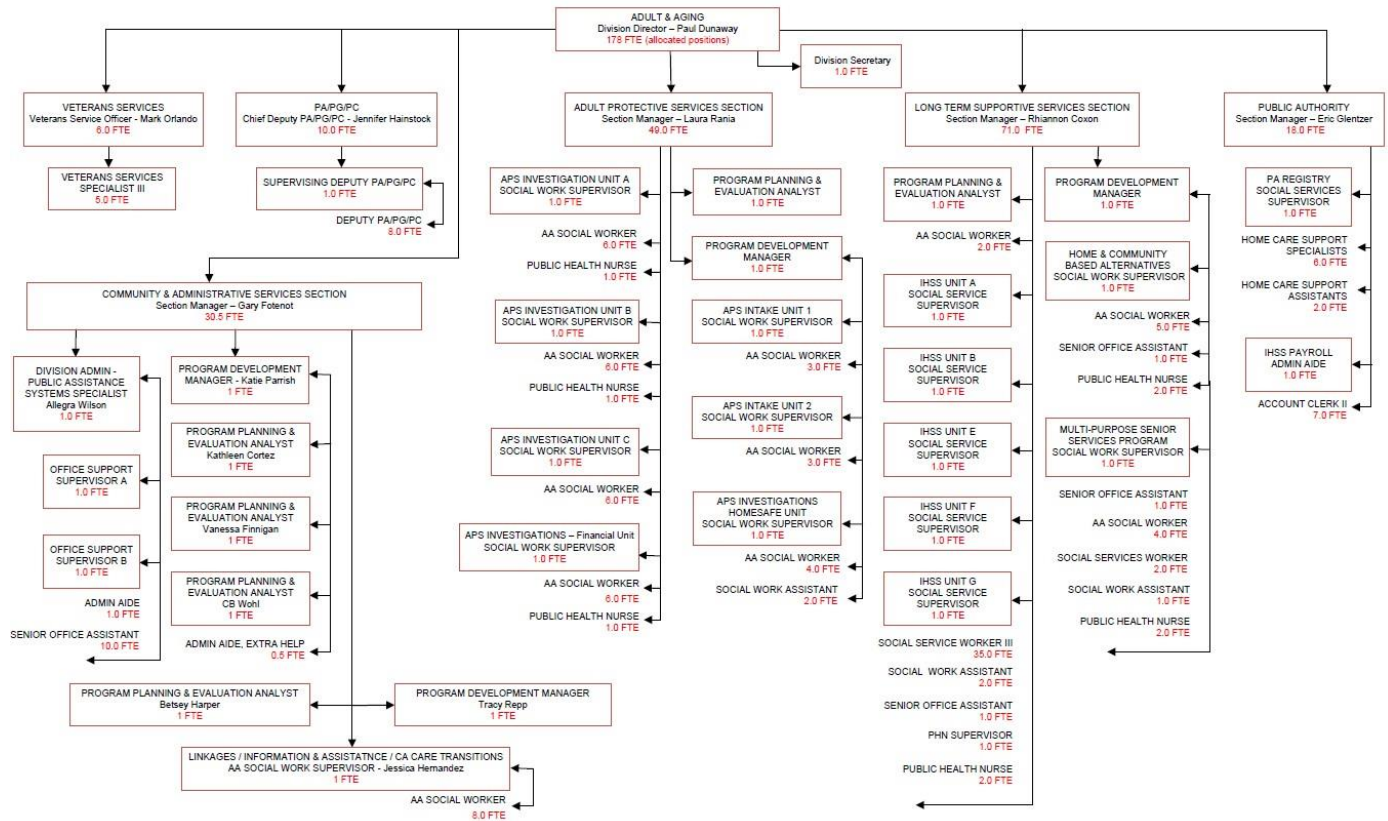 ADULT & AGING
Division Director – Paul Dunaway
178 FTE (allocated positions)
Division Secretary
1.0 FTE
VETERANS SERVICES
Veterans Service Officer - Mark Orlando
6.0 FTE
VETERANS SERVICES
SPECIALIST III
5.0 FTE
PA/PG/PC
Chief Deputy PA/PG/PC - Jennifer Hainstock
10.0 FTE
SUPERVISING DEPUTY PA/PG/PC
1.0 FTE
DEPUTY PA/PG/PC
8.0 FTE
COMMUNITY & ADMINISTRATIVE SERVICES SECTION
Section Manager – Gary Fotenot
30.5 FTE
DIVISION ADMIN -
PUBLIC ASSISTANCE
SYSTEMS SPECIALIST
Allegra Wilson
1.0 FTE
OFFICE SUPPORT
SUPERVISOR A
1.0 FTE
OFFICE SUPPORT
SUPERVISOR B
1.0 FTE
ADMIN AIDE
1.0 FTE
SENIOR OFFICE ASSISTANT
10.0 FTE
PROGRAM DEVELOPMENT
MANAGER - Katie Parrish
1 FTE
PROGRAM PLANNING &
EVALUATION ANALYST
Kathleen Cortez
1 FTE
PROGRAM PLANNING &
EVALUATION ANALYST
Vanessa Finnigan
1 FTE
PROGRAM PLANNING &
EVALUATION ANALYST
CB Wohl
1 FTE
ADMIN AIDE, EXTRA HELP
0.5 FTE
PROGRAM PLANNING & EVALUATION ANALYST
Betsey Harper
1 FTE
PROGRAM DEVELOPMENT MANAGER
Tracy Repp
1 FTE
LINKAGES / INFORMATION & ASSISTATNCE / CA CARE TRANSITIONS
AA SOCIAL WORK SUPERVISOR - Jessica Hernandez
1 FTE
AA SOCIAL WORKER
8.0 FTE
ADULT PROTECTIVE SERVICES SECTION
Section Manager – Laura Rania
49.0 FTE
APS INVESTIGATION UNIT A
SOCIAL WORK SUPERVISOR
1.0 FTE
AA SOCIAL WORKER
6.0 FTE
PUBLIC HEALTH NURSE
1.0 FTE
APS INVESTIGATION UNIT B
SOCIAL WORK SUPERVISOR
1.0 FTE
AA SOCIAL WORKER
6.0 FTE
PUBLIC HEALTH NURSE
1.0 FTE
APS INVESTIGATION UNIT C
SOCIAL WORK SUPERVISOR
1.0 FTE
AA SOCIAL WORKER
6.0 FTE
APS INVESTIGATIONS – Financial Unit
SOCIAL WORK SUPERVISOR
1.0 FTE
AA SOCIAL WORKER
6.0 FTE
PUBLIC HEALTH NURSE
1.0 FTE
PROGRAM PLANNING &
EVALUATION ANALYST
1.0 FTE
PROGRAM DEVELOPMENT
MANAGER
1.0 FTE
APS INTAKE UNIT 1
SOCIAL WORK SUPERVISOR
1.0 FTE
AA SOCIAL WORKER
3.0 FTE
APS INTAKE UNIT 2
SOCIAL WORK SUPERVISOR
1.0 FTE
AA SOCIAL WORKER
3.0 FTE
APS INVESTIGATIONS
HOMESAFE UNIT
SOCIAL WORK SUPERVISOR
1.0 FTE
AA SOCIAL WORKER
4.0 FTE
SOCIAL WORK ASSISTANT
2.0 FTE
LONG TERM SUPPORTIVE SERVICES SECTION
Section Manager – Rhiannon Coxon
71.0 FTE
PROGRAM PLANNING &
EVALUATION ANALYST
1.0 FTE
AA SOCIAL WORKER
2.0 FTE
IHSS UNIT A
SOCIAL SERVICE
SUPERVISOR
1.0 FTE
IHSS UNIT B
SOCIAL SERVICE
SUPERVISOR
1.0 FTE
IHSS UNIT E
SOCIAL SERVICE
SUPERVISOR
1.0 FTE
IHSS UNIT F
SOCIAL SERVICE
SUPERVISOR
1.0 FTE
IHSS UNIT G
SOCIAL SERVICE
SUPERVISOR
1.0 FTE
SOCIAL SERVICE WORKER III
35.0 FTE
SOCIAL WORK ASSISTANT
2.0 FTE
SENIOR OFFICE ASSISTANT
1.0 FTE
PHN SUPERVISOR
1.0 FTE
PUBLIC HEALTH NURSE
2.0 FTE
PROGRAM DEVELOPMENT
MANAGER
1.0 FTE
HOME & COMMUNITY
BASED ALTERNATIVES
SOCIAL WORK SUPERVISOR
1.0 FTE
AA SOCIAL WORKER
5.0 FTE
SENIOR OFFICE ASSISTANT
1.0 FTE
PUBLIC HEALTH NURSE
2.0 FTE
MULTI-PURPOSE SENIOR
SERVICES PROGRAM
SOCIAL WORK SUPERVISOR
1.0 FTE
SENIOR OFFICE ASSISTANT
1.0 FTE
AA SOCIAL WORKER
4.0 FTE
SOCIAL SERVICES WORKER
2.0 FTE
SOCIAL WORK ASSISTANT
1.0 FTE
PUBLIC HEALTH NURSE
2.0 FTE
PUBLIC AUTHORITY
Section Manager – Eric Glentzer
18.0 FTE
PA REGISTRY
SOCIAL SERVICES
SUPERVISOR
1.0 FTE
HOME CARE SUPPORT
SPECIALISTS
6.0 FTE
HOME CARE SUPPORT
ASSISTANTS
2.0 FTE
IHSS PAYROLL
ADMIN AIDE
1.0 FTE
ACCOUNT CLERK II
7.0 FTE